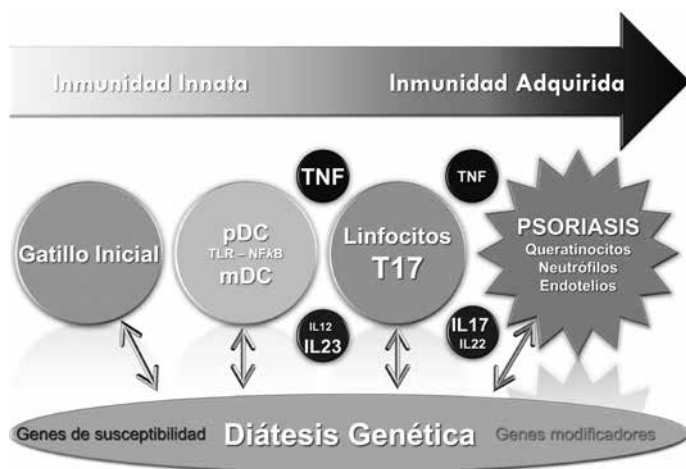 Inmunidad Innata
Inmunidad Adquirida
Gatillo Inicial
pDC
TLR – NFkB
mDC
TNF
IL12
IL23
Linfocitos
T17
TNF
IL17
IL22
PSORIASIS
Queratinocitos
Neutrófilos
Endotelios
Genes de susceptibilidad
Diátesis Genética
Genes modificadores